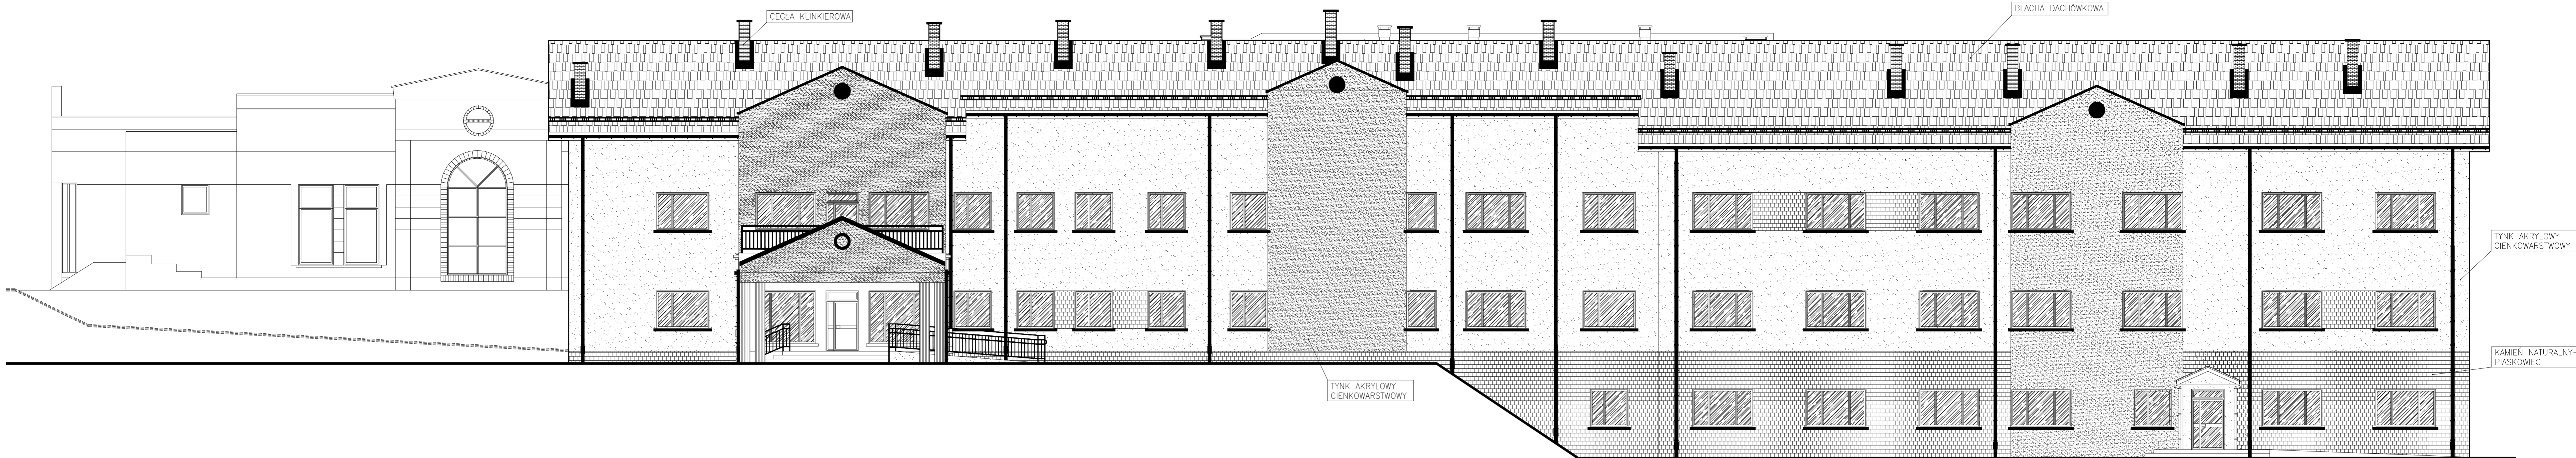 CEGŁA KLINKIEROWA
BLACHA DACHÓWKOWA
TYNK AKRYLOWY
CIENKOWARSTWOWY
KAMIEŃ NATURALNY-
PIASKOWIEC
TYNK AKRYLOWY
CIENKOWARSTWOWY